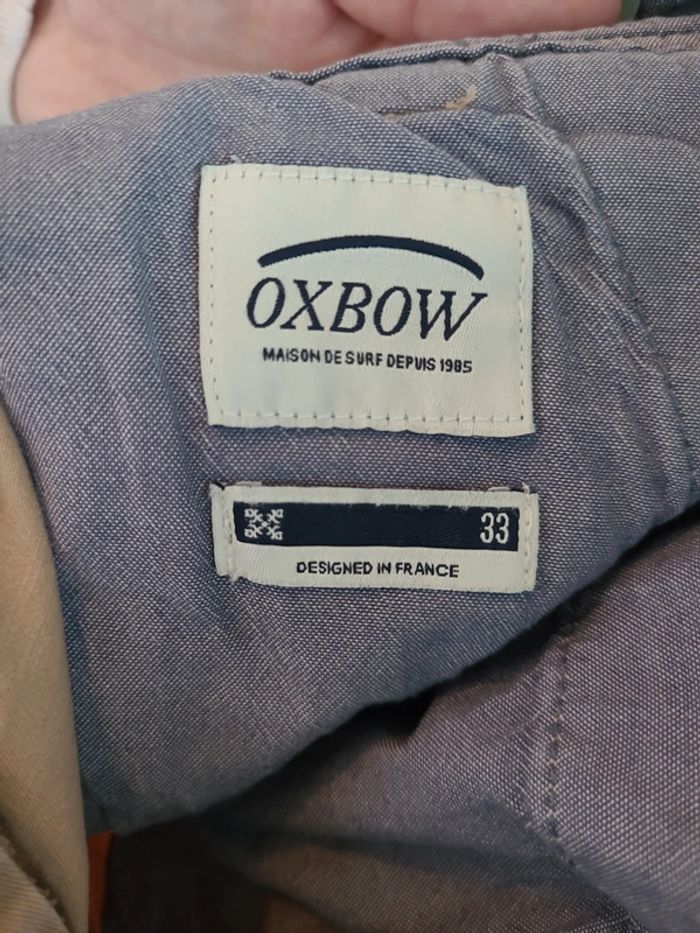 OXBOW
MAISON DE SURF DEPUIS 1985
33
DESIGNED IN FRANCE